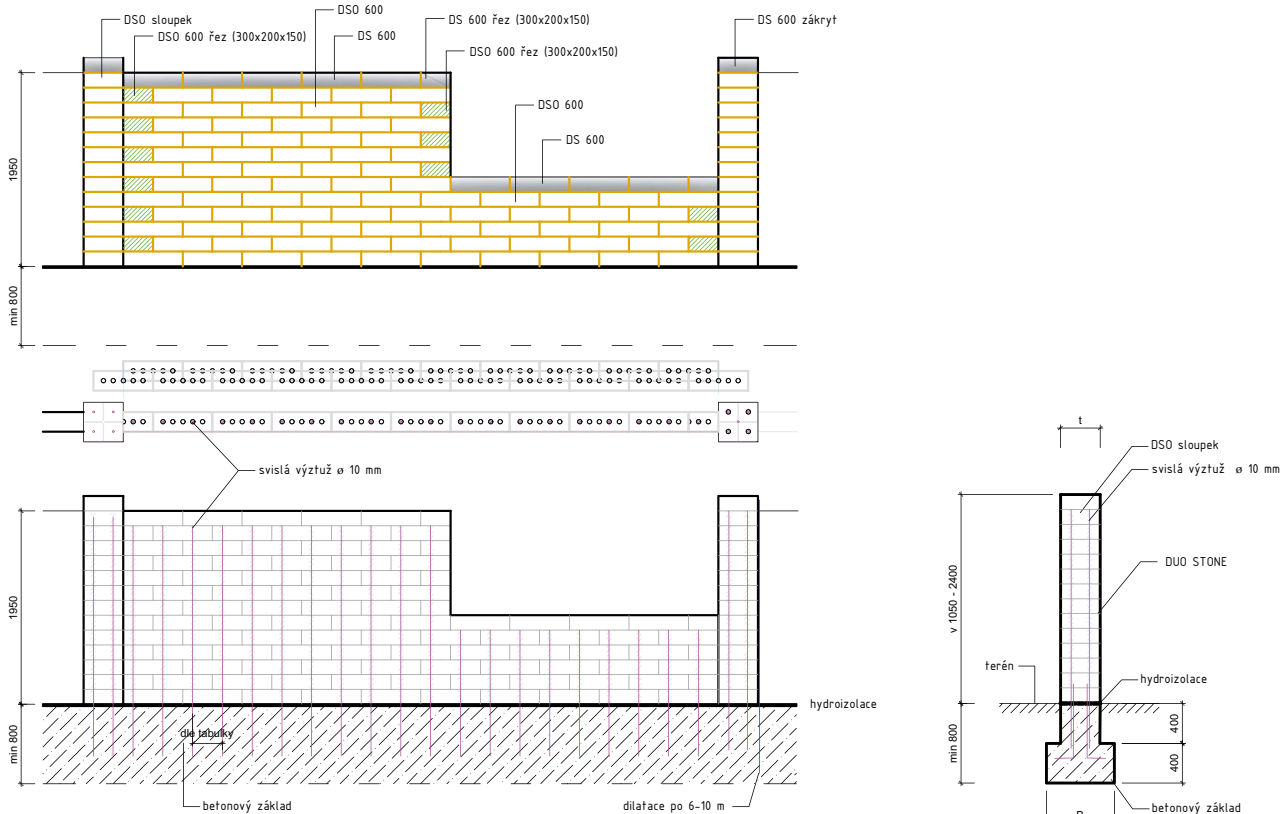 DSO sloupek
DSO 600 řez (300x200x150)
DSO 600
DS 600
DS 600 řez (300x200x150)
DSO 600 řez (300x200x150)
DS 600 zákryt
DSO 600
DS 600
1950
min 800
svislá výztuž ø 10 mm
1950
min 800
dle tabulky
hydroizolace
betonový základ
dilatace po 6-10 m
t
DSO sloupek
svislá výztuž ø 10 mm
DUO STONE
v 1050 - 2400
terén
hydroizolace
min 800
400
400
betonový základ